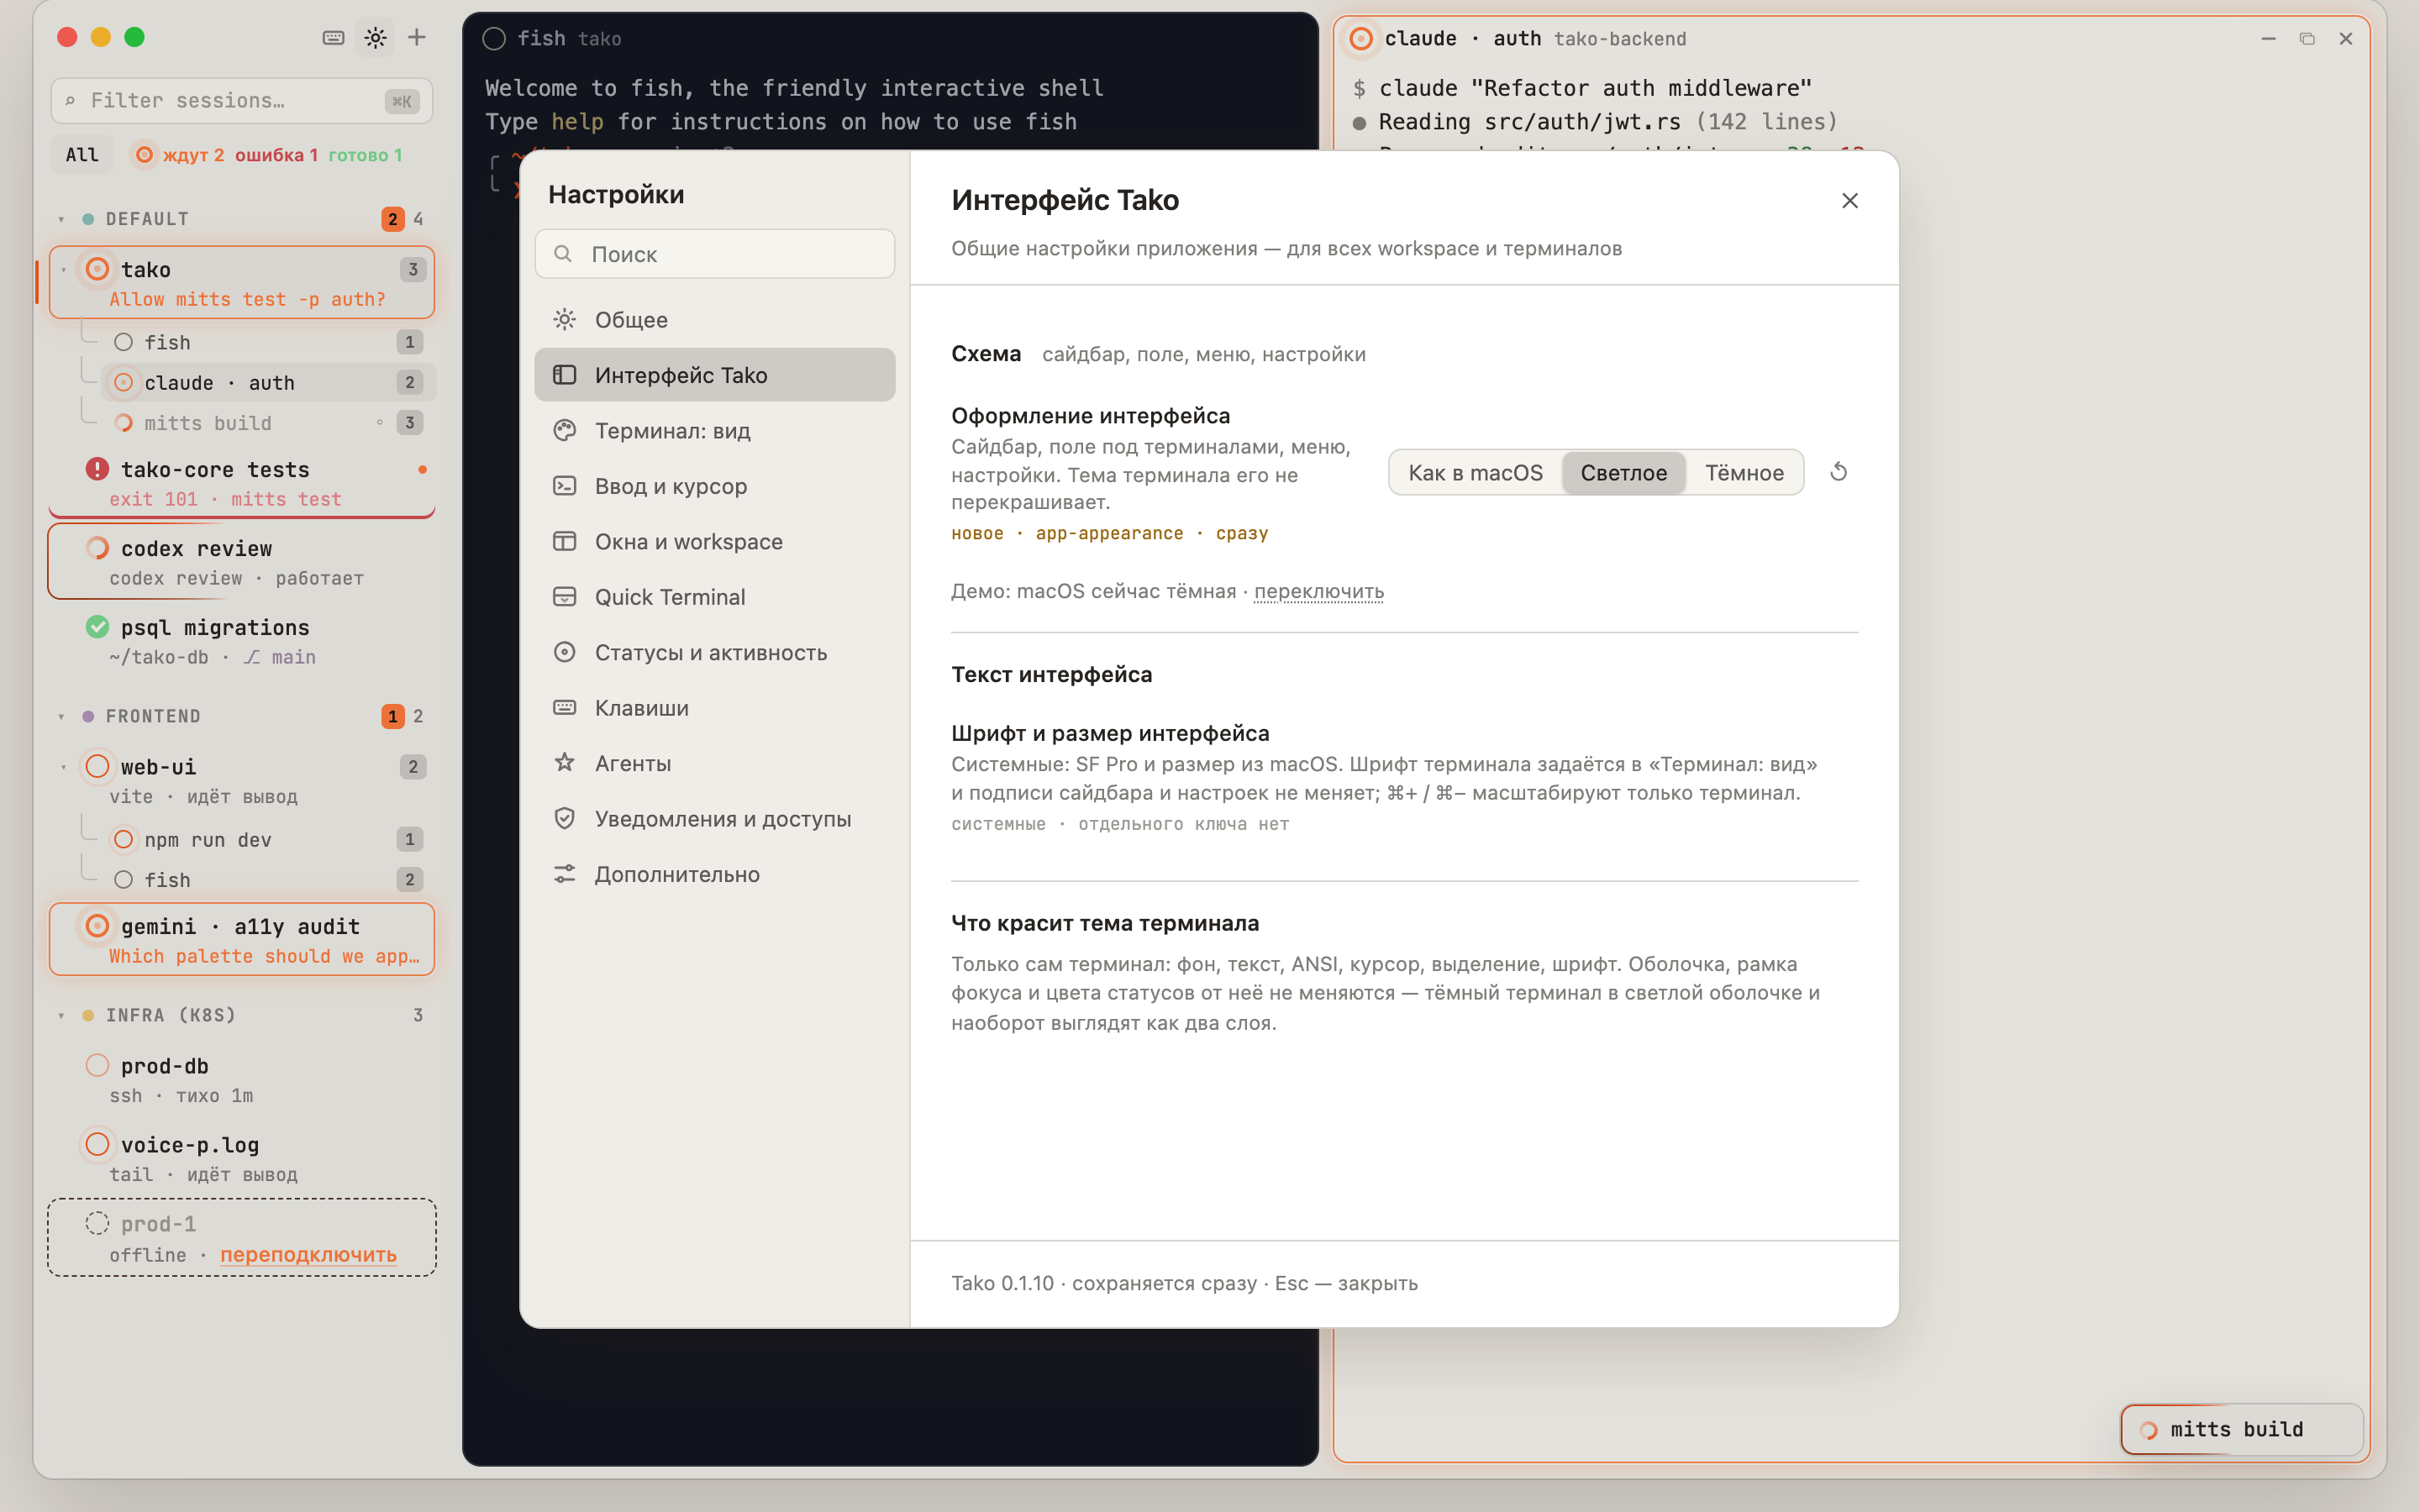 Filter sessions…
⌘K
All
ждут 2 ошибка 1 готово 1
DEFAULT
2 4
tako
3
Allow mitts test -p auth?
fish
1
claude · auth
2
mitts build
3
tako-core tests
exit 101 · mitts test
codex review
codex review · работает
psql migrations
~/tako-db · ⎇ main
FRONTEND
1 2
web-ui
2
vite · идёт вывод
npm run dev
1
fish
2
gemini · a11y audit
Which palette should we app…
INFRA (K8S)
3
prod-db
ssh · тихо 1m
voice-p.log
tail · идёт вывод
prod-1
offline · переподключить
fish tako
Welcome to fish, the friendly interactive shell
Type help for instructions on how to use fish
claude · auth tako-backend
$ claude "Refactor auth middleware"
● Reading src/auth/jwt.rs (142 lines)
Настройки
Поиск
Общее
Интерфейс Tako
Терминал: вид
Ввод и курсор
Окна и workspace
Quick Terminal
Статусы и активность
Клавиши
Агенты
Уведомления и доступы
Дополнительно
Интерфейс Tako
Общие настройки приложения — для всех workspace и терминалов
Схема сайдбар, поле, меню, настройки
Оформление интерфейса
Сайдбар, поле под терминалами, меню,
настройки. Тема терминала его не
перекрашивает.
новое · app-appearance · сразу
Как в macOS Светлое Тёмное
Демо: macOS сейчас тёмная · переключить
Текст интерфейса
Шрифт и размер интерфейса
Системные: SF Pro и размер из macOS. Шрифт терминала задаётся в «Терминал: вид»
и подписи сайдбара и настроек не меняет; ⌘+ / ⌘− масштабируют только терминал.
системные · отдельного ключа нет
Что красит тема терминала
Только сам терминал: фон, текст, ANSI, курсор, выделение, шрифт. Оболочка, рамка
фокуса и цвета статусов от неё не меняются — тёмный терминал в светлой оболочке и
наоборот выглядят как два слоя.
Tako 0.1.10 · сохраняется сразу · Esc — закрыть
mitts build